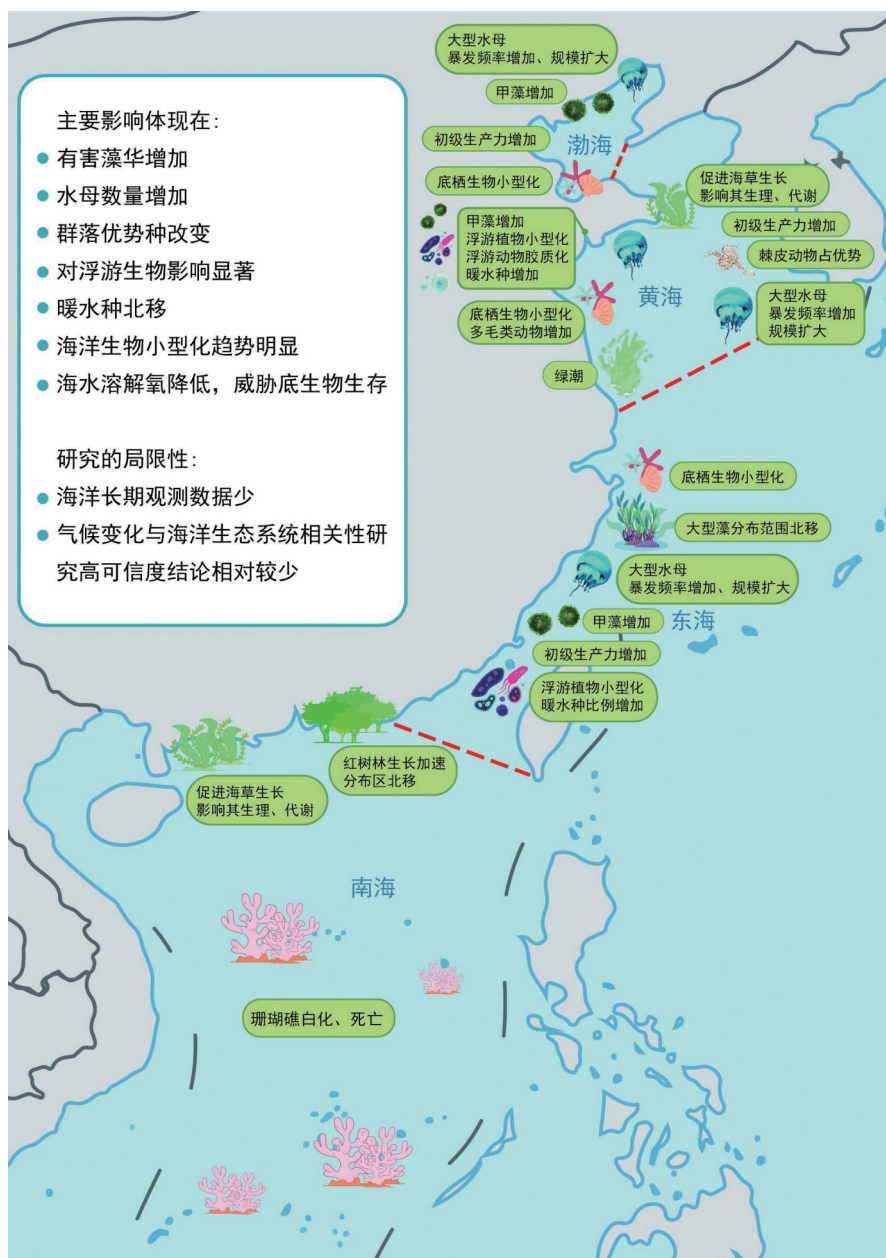 主要影响体现在：
有害藻华增加
水母数量增加
群落优势种改变
对浮游生物影响显著
暖水种北移
海洋生物小型化趋势明显
海水溶解氧降低，威胁底生物生存
研究的局限性：
海洋长期观测数据少
气候变化与海洋生态系统相关性研
究高可信度结论相对较少
大型水母
暴发频率增加、规模扩大
甲藻增加
初级生产力增加
渤海
底栖生物小型化
促进海草生长
影响其生理、代谢
甲藻增加
浮游植物小型化
浮游动物胶质化
暖水种增加
初级生产力增加
棘皮动物占优势
黄海
大型水母
暴发频率增加
规模扩大
底栖生物小型化
多毛类动物增加
绿潮
底栖生物小型化
大型藻分布范围北移
大型水母
暴发频率增加、规模扩大
甲藻增加
东海
初级生产力增加
浮游植物小型化
暖水种比例增加
红树林生长加速
分布区北移
促进海草生长
影响其生理、代谢
南海
珊瑚礁白化、死亡